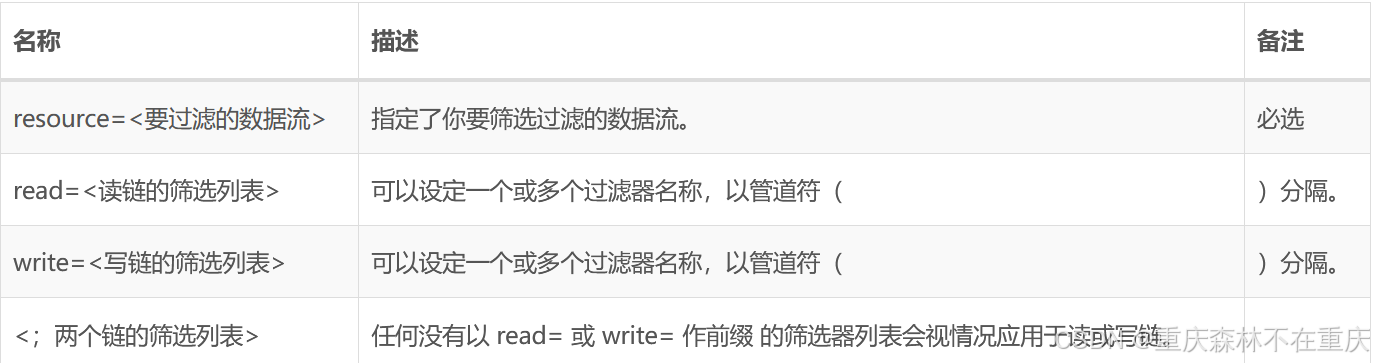 名称 描述 备注
resource=<要过滤的数据流> 指定了你要筛选过滤的数据流。 必选
read=<读链的筛选列表> 可以设定一个或多个过滤器名称，以管道符（ ）分隔。
write=<写链的筛选列表> 可以设定一个或多个过滤器名称，以管道符（ ）分隔。
<；两个链的筛选列表> 任何没有以 read= 或 write= 作前缀 的筛选器列表会视情况应用于读或写链。
CSDN @重庆森林不在重庆